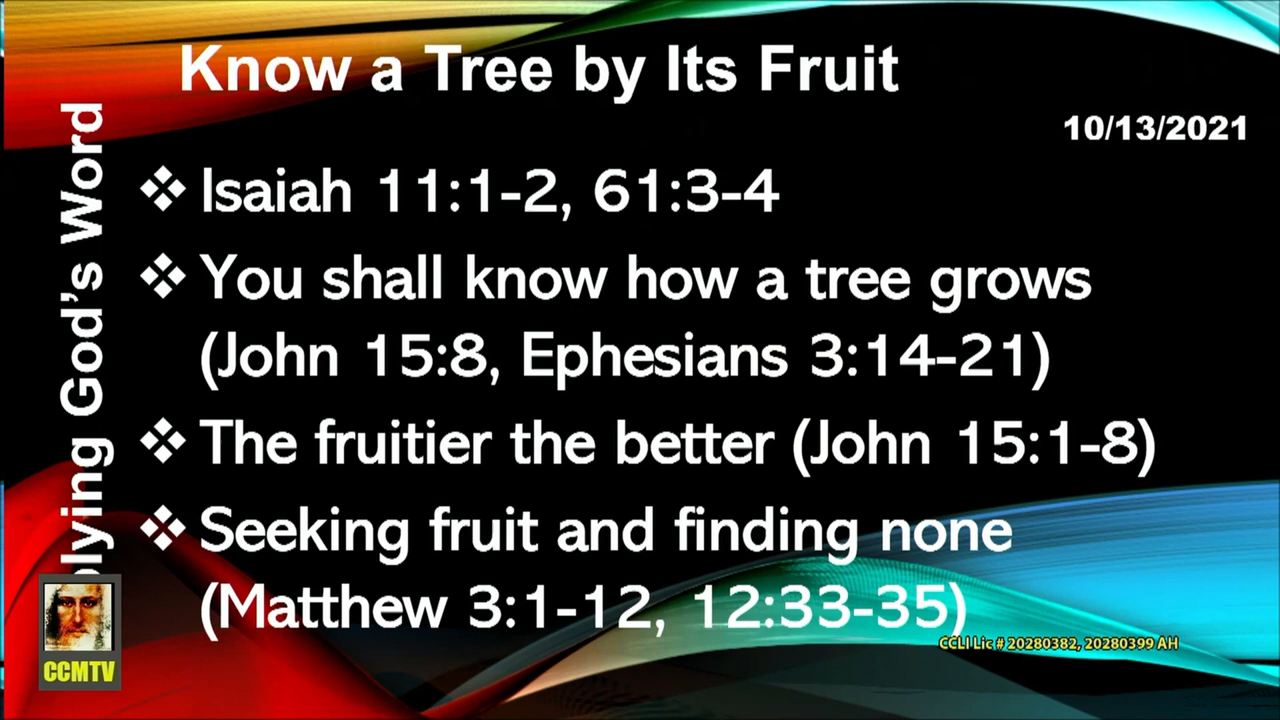 Know a Tree by Its Fruit
10/13/2021
plying God's Word
❖ Isaiah 11:1-2, 61:3-4
❖ You shall know how a tree grows
(John 15:8, Ephesians 3:14-21)
❖ The fruitier the better (John 15:1-8)
❖ Seeking fruit and finding none
(Matthew 3:1-12, 12:33-35)
CCLI Lic # 20280382, 20280399 AH
CCMTV